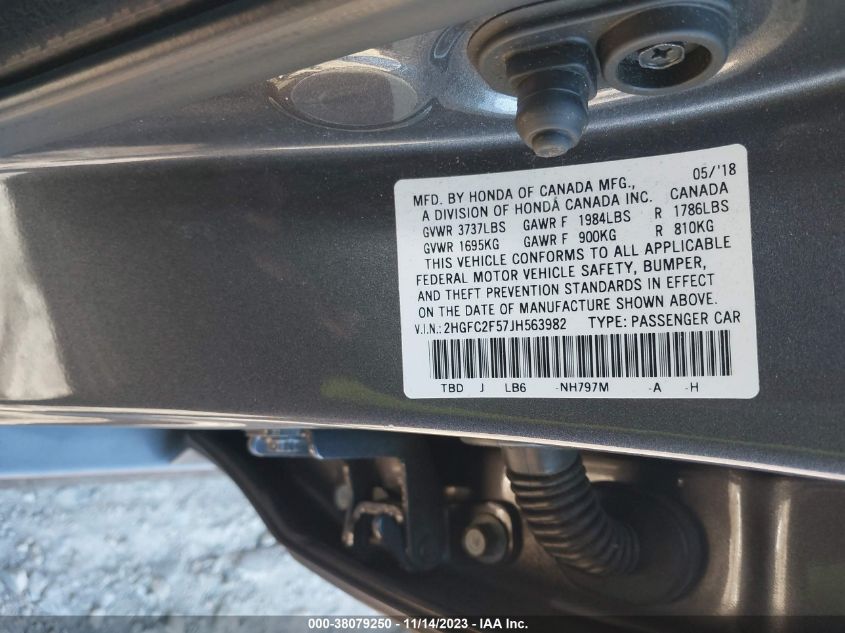 MFD. BY HONDA OF CANADA MFG., 05/'18
A DIVISION OF HONDA CANADA INC. CANADA
GVWR 3737LBS GAWR F 1984LBS R 1786LBS
GVWR 1695KG GAWR F 900KG R 810KG
THIS VEHICLE CONFORMS TO ALL APPLICABLE
FEDERAL MOTOR VEHICLE SAFETY, BUMPER,
AND THEFT PREVENTION STANDARDS IN EFFECT
ON THE DATE OF MANUFACTURE SHOWN ABOVE.
V.I.N.: 2HGFC2F57JH563982 TYPE: PASSENGER CAR
TBD J LB6 -NH797M -A -H
000-38079250 - 11/14/2023 - IAA Inc.